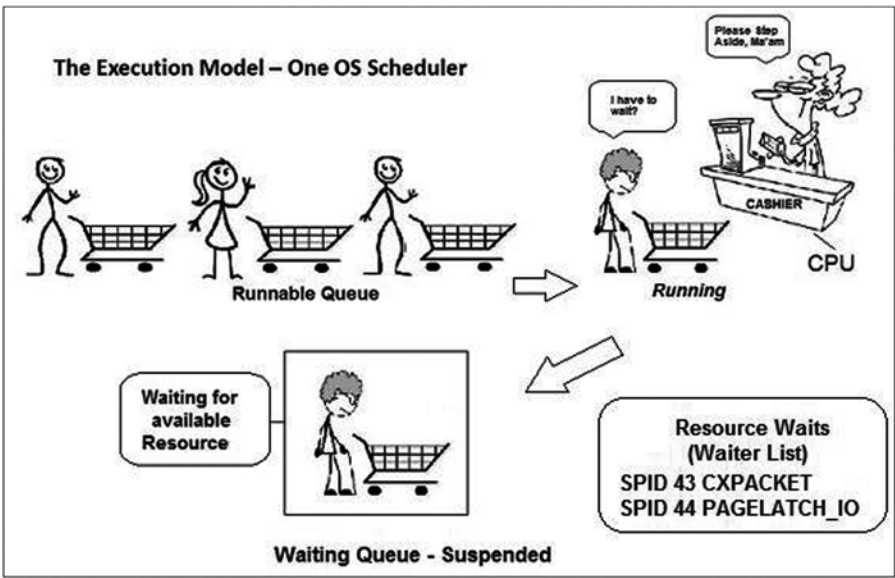 The Execution Model – One OS Scheduler
Please Step
Aside, Ma'am
I have to
wait?
CASHIER
CPU
Runnable Queue
Running
Waiting for
available
Resource
Resource Waits
(Waiter List)
SPID 43 CXPACKET
SPID 44 PAGELATCH_IO
Waiting Queue - Suspended